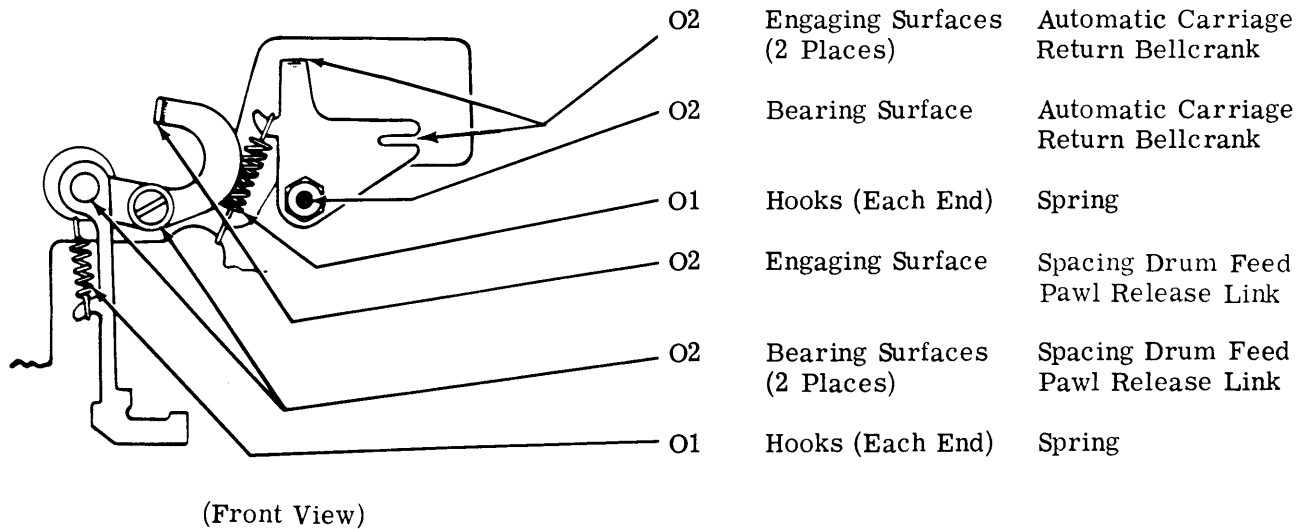 O2 Engaging Surfaces Automatic Carriage
(2 Places) Return Bellcrank
O2 Bearing Surface Automatic Carriage
Return Bellcrank
O1 Hooks (Each End) Spring
O2 Engaging Surface Spacing Drum Feed
Pawl Release Link
O2 Bearing Surfaces Spacing Drum Feed
(2 Places) Pawl Release Link
O1 Hooks (Each End) Spring
(Front View)